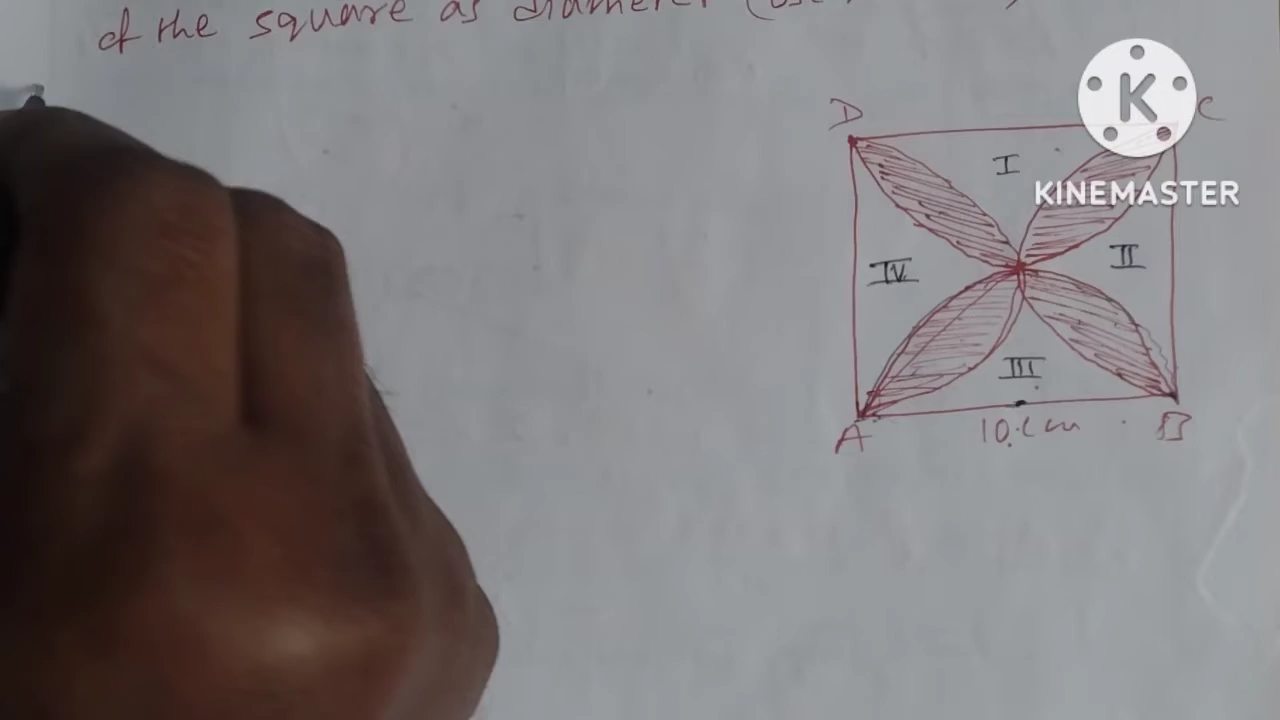 of the square as diameter
D
C
I
K
KINEMASTER
IV
II
III
A
10 cm
B